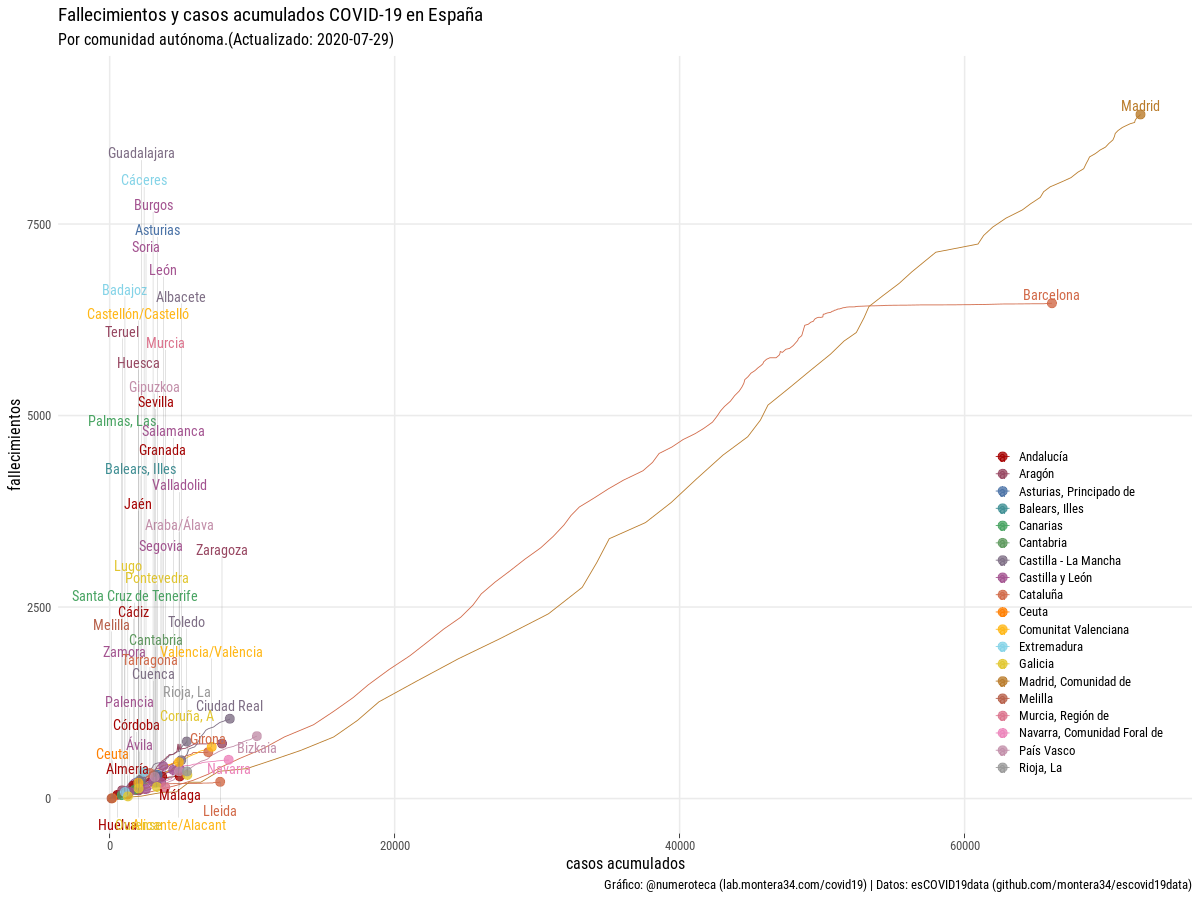 Fallecimientos y casos acumulados COVID-19 en España
Por comunidad autónoma.(Actualizado: 2020-07-29)
Madrid
Guadalajara
Cáceres
Burgos
7500
Asturias
Soria
León
Badajoz
Albacete
Barcelona
Castellón/Castelló
Teruel
Murcia
Huesca
Gipuzkoa
Sevilla
5000
Palmas, Las
Salamanca
Granada
Balears, Illes
Valladolid
Jaén
Araba/Álava
Segovia
Zaragoza
Lugo
Pontevedra
Santa Cruz de Tenerife
2500
Cádiz
Melilla
Toledo
Cantabria
Zamora
Valencia/València
Tarragona
Cuenca
Rioja, La
Palencia
Ciudad Real
Coruña, A
Córdoba
Girona
Ávila
Bizkaia
Ceuta
Almería
Navarra
0
Málaga
Lleida
Huelva
Alicante/Alacant
fallecimientos
Andalucía
Aragón
Asturias, Principado de
Balears, Illes
Canarias
Cantabria
Castilla - La Mancha
Castilla y León
Cataluña
Ceuta
Comunitat Valenciana
Extremadura
Galicia
Madrid, Comunidad de
Melilla
Murcia, Región de
Navarra, Comunidad Foral de
País Vasco
Rioja, La
0
20000
40000
60000
casos acumulados
Gráfico: @numeroteca (lab.montera34.com/covid19) | Datos: esCOVID19data (github.com/montera34/escovid19data)